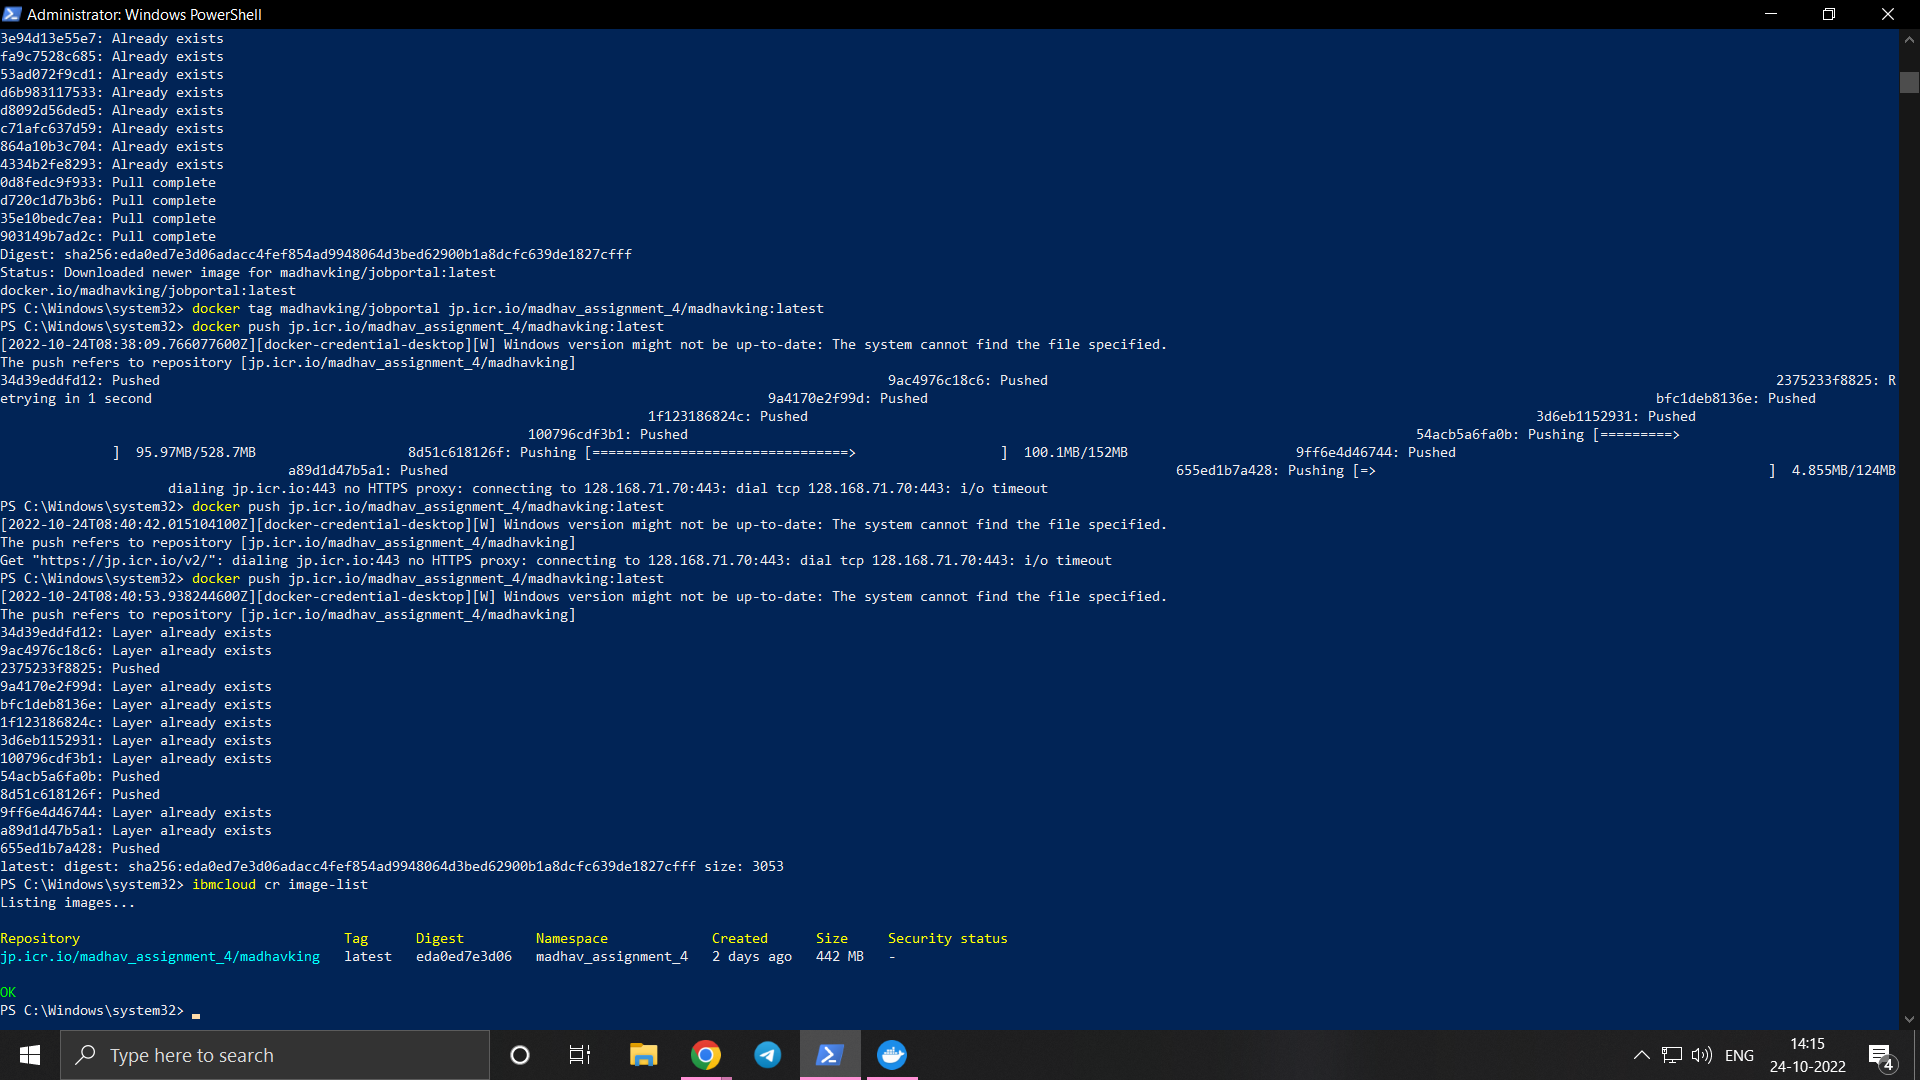 Administrator: Windows PowerShell
3e94d13e55e7: Already exists
fa9c7528c685: Already exists
53ad072f9cd1: Already exists
d6b983117533: Already exists
d8092d56ded5: Already exists
c71afc637d59: Already exists
864a10b3c704: Already exists
4334b2fe8293: Already exists
0d8fedc9f933: Pull complete
d720c1d7b3b6: Pull complete
35e10bedc7ea: Pull complete
903149b7ad2c: Pull complete
Digest: sha256:eda0ed7e3d06adacc4fef854ad9948064d3bed62900b1a8dcfc639de1827cfff
Status: Downloaded newer image for madhavking/jobportal:latest
docker.io/madhavking/jobportal:latest
PS C:\Windows\system32> docker tag madhavking/jobportal jp.icr.io/madhav_assignment_4/madhavking:latest
PS C:\Windows\system32> docker push jp.icr.io/madhav_assignment_4/madhavking:latest
[2022-10-24T08:38:09.766077600Z][docker-credential-desktop][W] Windows version might not be up-to-date: The system cannot find the file specified.
The push refers to repository [jp.icr.io/madhav_assignment_4/madhavking]
34d39eddfd12: Pushed 9ac4976c18c6: Pushed 2375233f8825: R
etrying in 1 second 9a4170e2f99d: Pushed bfc1deb8136e: Pushed
1f123186824c: Pushed 3d6eb1152931: Pushed
100796cdf3b1: Pushed 54acb5a6fa0b: Pushing [=========>
] 95.97MB/528.7MB 8d51c618126f: Pushing [================================> ] 100.1MB/152MB 9ff6e4d46744: Pushed
a89d1d47b5a1: Pushed 655ed1b7a428: Pushing [=> ] 4.855MB/124MB
dialing jp.icr.io:443 no HTTPS proxy: connecting to 128.168.71.70:443: dial tcp 128.168.71.70:443: i/o timeout
PS C:\Windows\system32> docker push jp.icr.io/madhav_assignment_4/madhavking:latest
[2022-10-24T08:40:42.015104100Z][docker-credential-desktop][W] Windows version might not be up-to-date: The system cannot find the file specified.
The push refers to repository [jp.icr.io/madhav_assignment_4/madhavking]
Get "https://jp.icr.io/v2/": dialing jp.icr.io:443 no HTTPS proxy: connecting to 128.168.71.70:443: dial tcp 128.168.71.70:443: i/o timeout
PS C:\Windows\system32> docker push jp.icr.io/madhav_assignment_4/madhavking:latest
[2022-10-24T08:40:53.938244600Z][docker-credential-desktop][W] Windows version might not be up-to-date: The system cannot find the file specified.
The push refers to repository [jp.icr.io/madhav_assignment_4/madhavking]
34d39eddfd12: Layer already exists
9ac4976c18c6: Layer already exists
2375233f8825: Pushed
9a4170e2f99d: Layer already exists
bfc1deb8136e: Layer already exists
1f123186824c: Layer already exists
3d6eb1152931: Layer already exists
100796cdf3b1: Layer already exists
54acb5a6fa0b: Pushed
8d51c618126f: Pushed
9ff6e4d46744: Layer already exists
a89d1d47b5a1: Layer already exists
655ed1b7a428: Pushed
latest: digest: sha256:eda0ed7e3d06adacc4fef854ad9948064d3bed62900b1a8dcfc639de1827cfff size: 3053
PS C:\Windows\system32> ibmcloud cr image-list
Listing images...
Repository Tag Digest Namespace Created Size Security status
jp.icr.io/madhav_assignment_4/madhavking latest eda0ed7e3d06 madhav_assignment_4 2 days ago 442 MB -
OK
PS C:\Windows\system32>
Type here to search
ENG
14:15
24-10-2022
4